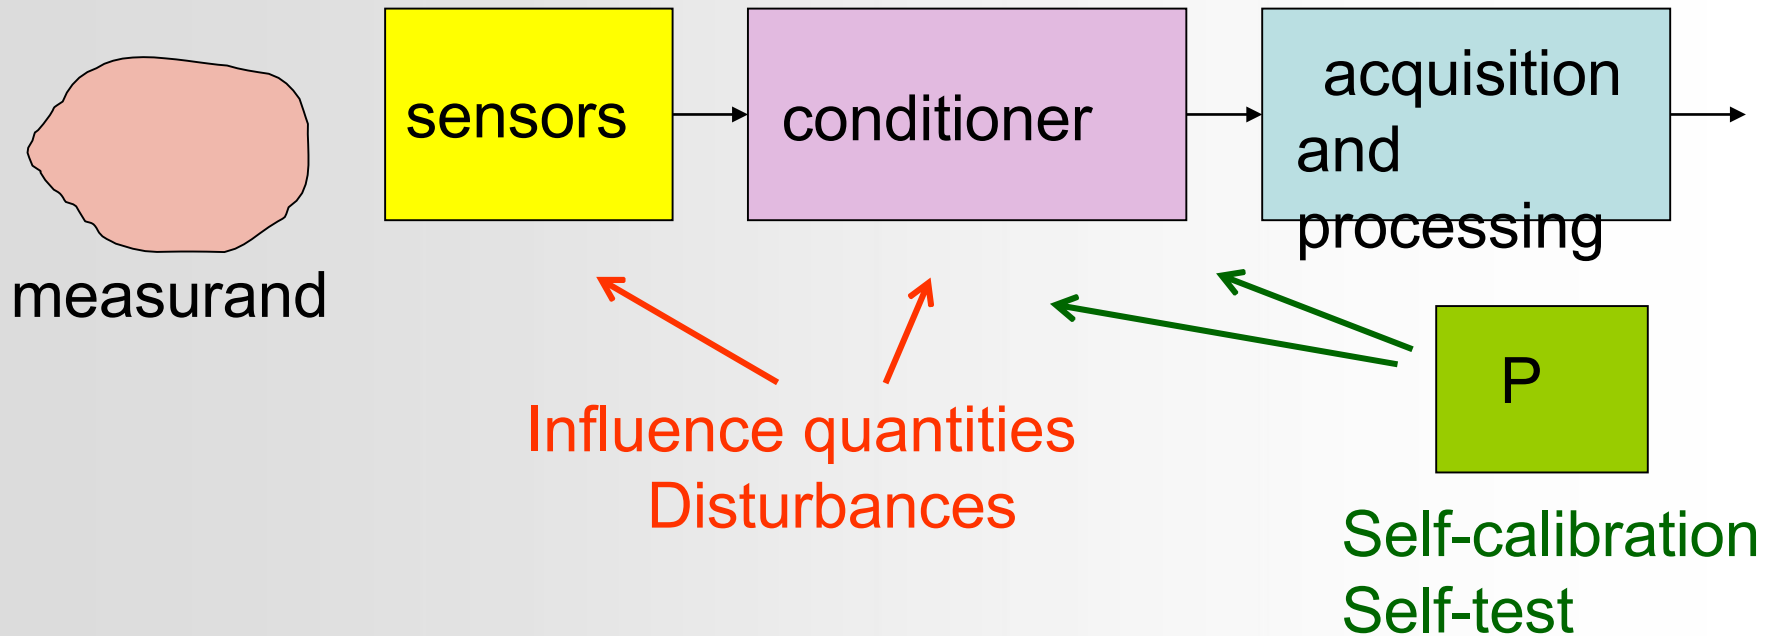 sensors
conditioner
acquisition
and
processing
measurand
P
Influence quantities
Disturbances
Self-calibration
Self-test